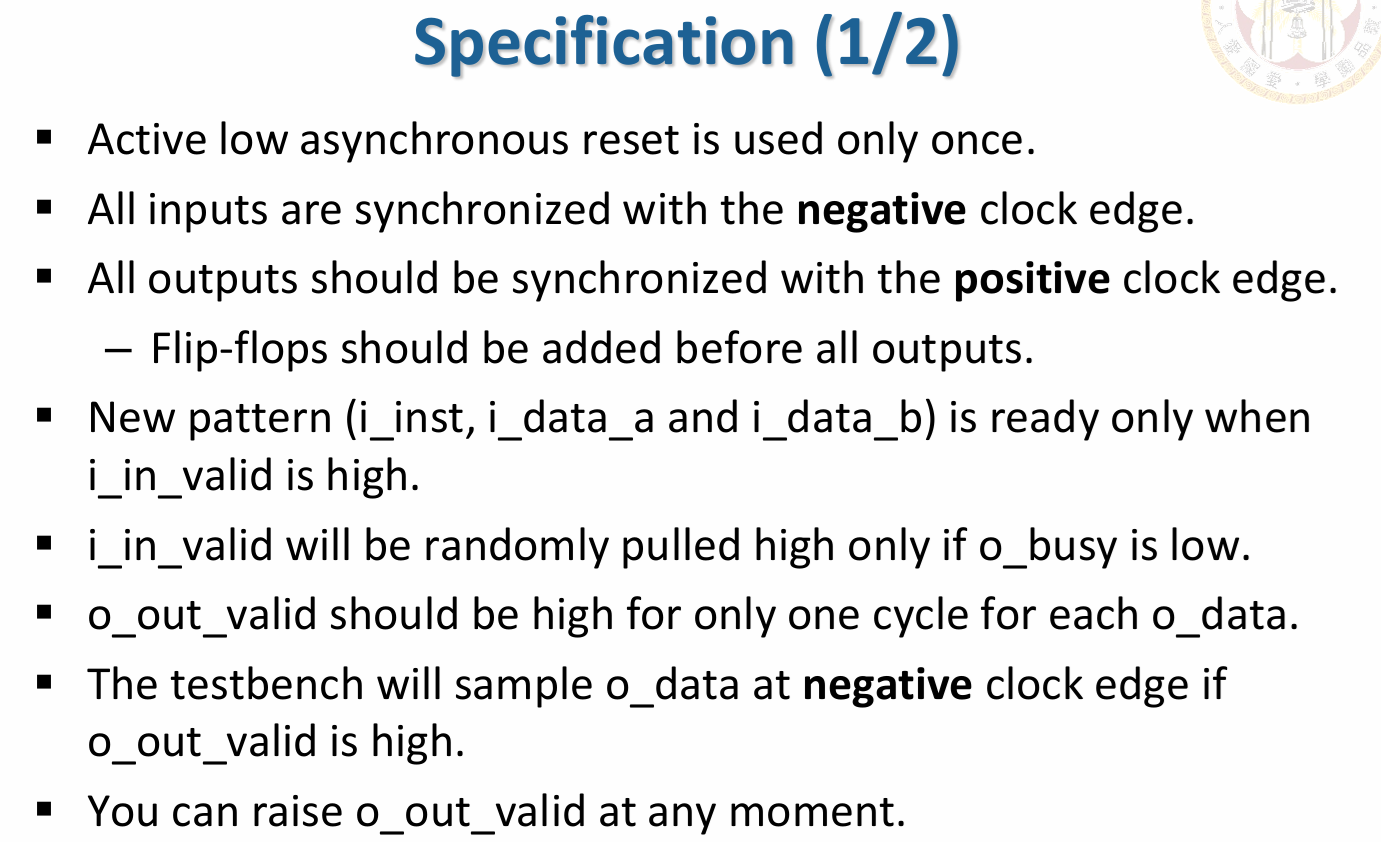 Specification (1/2)
▪ Active low asynchronous reset is used only once.
▪ All inputs are synchronized with the negative clock edge.
▪ All outputs should be synchronized with the positive clock edge.
– Flip-flops should be added before all outputs.
▪ New pattern (i_inst, i_data_a and i_data_b) is ready only when
i_in_valid is high.
▪ i_in_valid will be randomly pulled high only if o_busy is low.
▪ o_out_valid should be high for only one cycle for each o_data.
▪ The testbench will sample o_data at negative clock edge if
o_out_valid is high.
▪ You can raise o_out_valid at any moment.